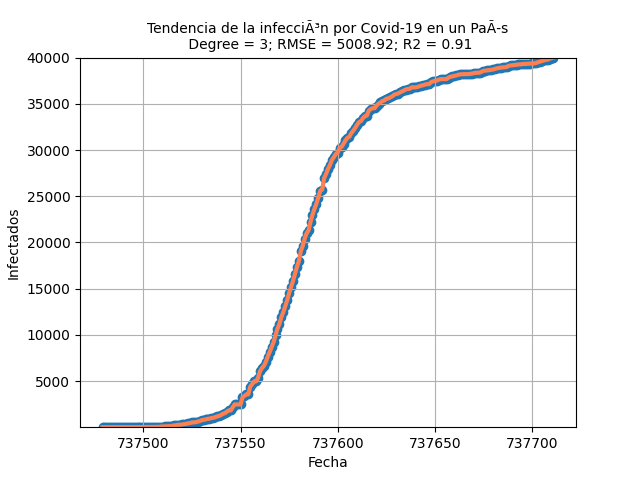 Tendencia de la infecciÃ³n por Covid-19 en un PaÃ-s
Degree = 3; RMSE = 5008.92; R2 = 0.91
40000
35000
30000
25000
20000
15000
10000
5000
Infectados
737500 737550 737600 737650 737700
Fecha